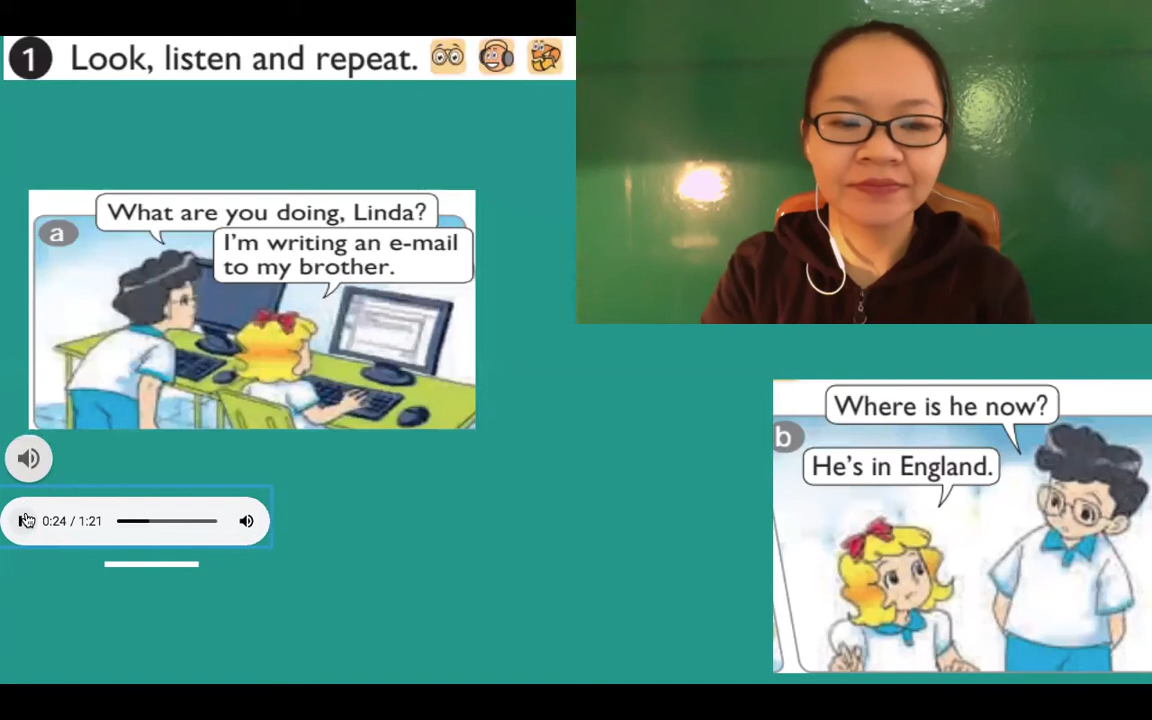 1 Look, listen and repeat.
What are you doing, Linda?
a
I'm writing an e-mail
to my brother.
0:24 / 1:21
Where is he now?
b
He's in England.